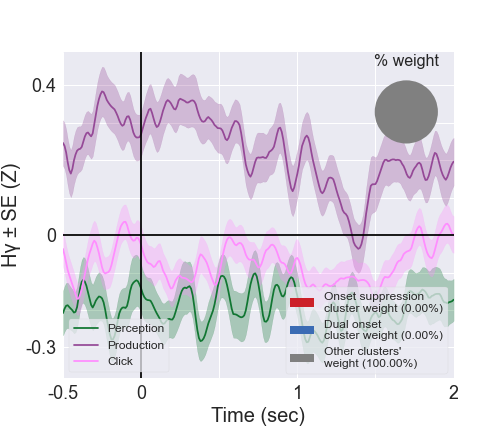 % weight
0.4
0
-0.3
Hγ ± SE (Z)
Perception
Production
Click
Onset suppression
cluster weight (0.00%)
Dual onset
cluster weight (0.00%)
Other clusters'
weight (100.00%)
-0.5
0
1
2
Time (sec)